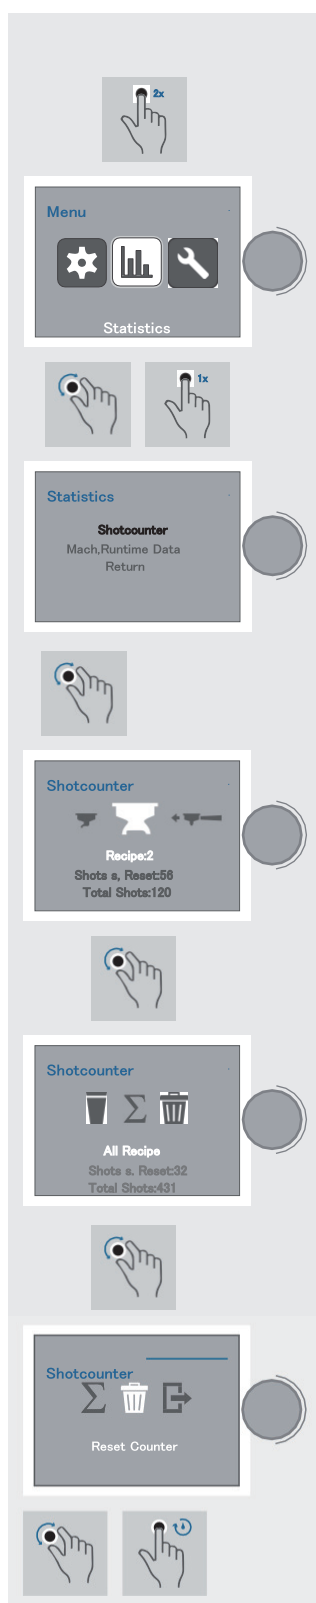 2x
Menu
Statistics
1x
Statistics
Shotcounter
Mach,Runtime Data
Return
Shotcounter
Recipe:2
Shots s, Reset:56
Total Shots:120
Shotcounter
Σ
All Recipe
Shots s. Reset:32
Total Shots:431
Shotcounter
Σ
Reset Counter